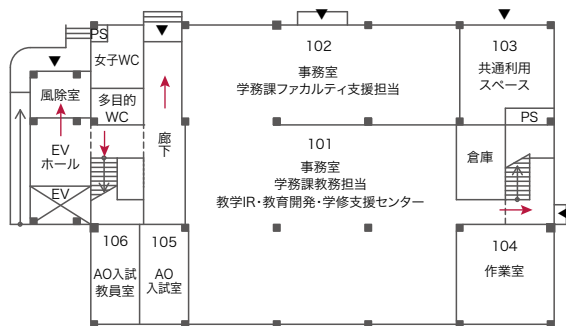 PS
女子WC
102
事務室
学務課ファカルティ支援担当
103
共通利用
スペース
風除室
多目的
WC
PS
廊
下
101
事務室
学務課教務担当
教学IR・教育開発・学修支援センター
EV
ホール
倉庫
EV
106
AO入試
教員室
105
AO
入試室
104
作業室